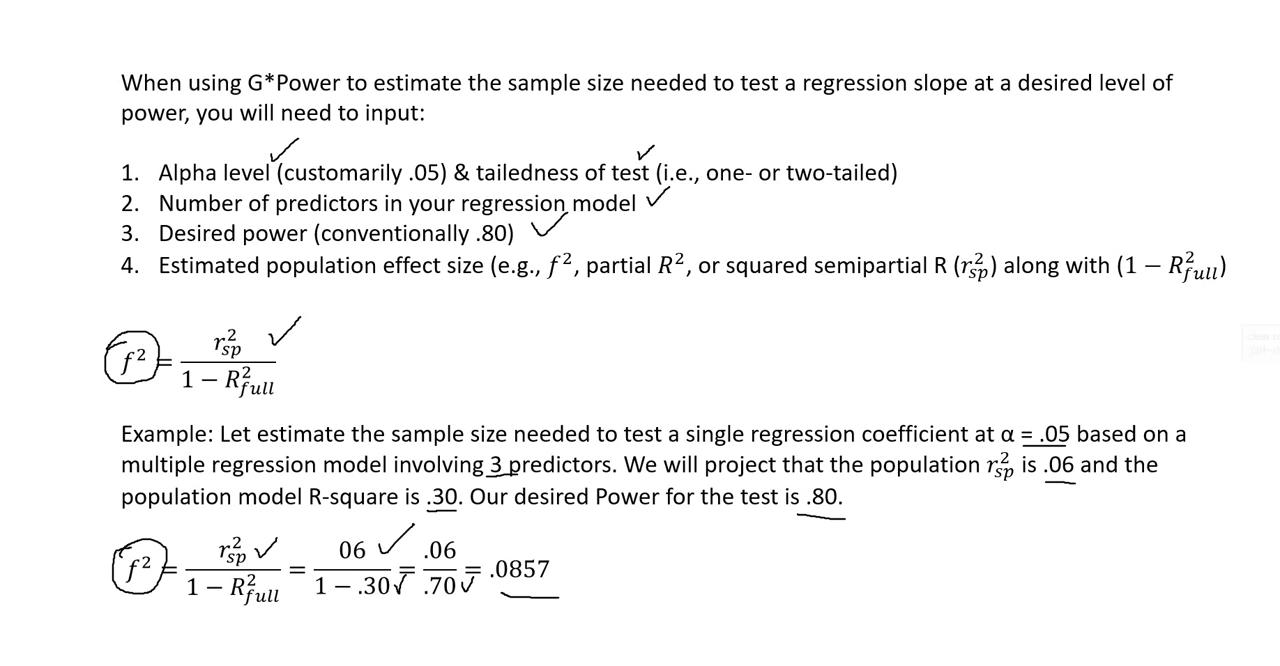 When using G*Power to estimate the sample size needed to test a regression slope at a desired level of
power, you will need to input:
1. Alpha level (customarily .05) & tailedness of test (i.e., one- or two-tailed)
2. Number of predictors in your regression model
3. Desired power (conventionally .80)
4. Estimated population effect size (e.g., f², partial R², or squared semipartial R (r²sp) along with (1 − R²full)
f² = r²sp / 1 − R²full
Example: Let estimate the sample size needed to test a single regression coefficient at α = .05 based on a
multiple regression model involving 3 predictors. We will project that the population r²sp is .06 and the
population model R-square is .30. Our desired Power for the test is .80.
f² = r²sp / 1 − R²full = 06 / 1 − .30 = .06 / .70 = .0857